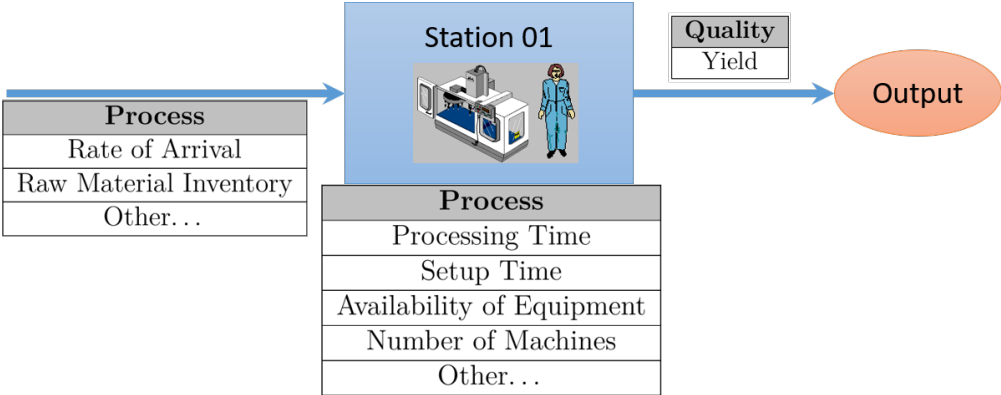 Station 01
Quality
Yield
Output
Process
Rate of Arrival
Raw Material Inventory
Other...
Process
Processing Time
Setup Time
Availability of Equipment
Number of Machines
Other...